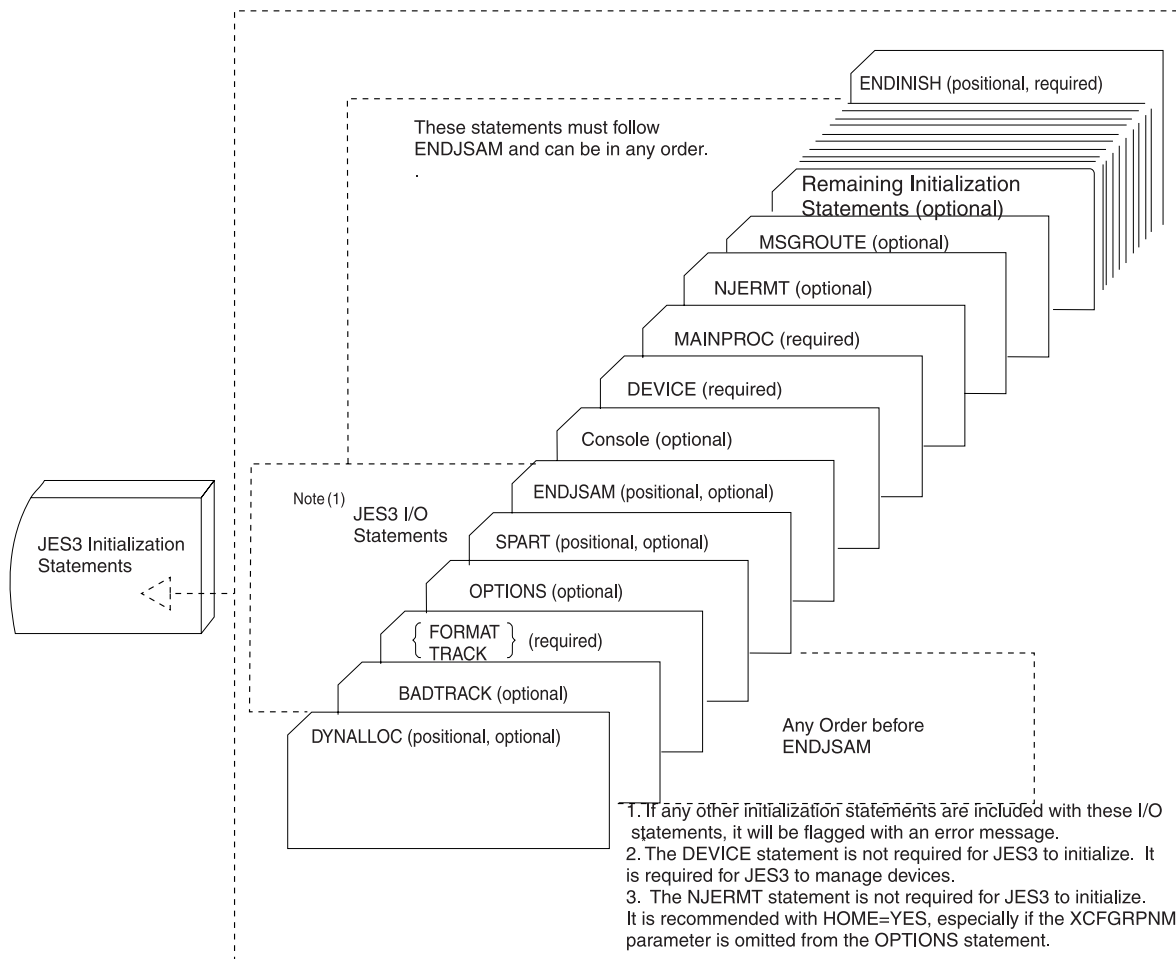 ENDINISH (positional, required)
These statements must follow
ENDJSAM and can be in any order.
.
Remaining Initialization
Statements (optional)
MSGROUTE (optional)
NJERMT (optional)
MAINPROC (required)
DEVICE (required)
Console (optional)
ENDJSAM (positional, optional)
Note (1)
JES3 I/O
Statements
SPART (positional, optional)
JES3 Initialization
Statements
OPTIONS (optional)
{ FORMAT
TRACK } (required)
BADTRACK (optional)
DYNALLOC (positional, optional)
Any Order before
ENDJSAM
1. If any other initialization statements are included with these I/O
statements, it will be flagged with an error message.
2. The DEVICE statement is not required for JES3 to initialize. It
is required for JES3 to manage devices.
3. The NJERMT statement is not required for JES3 to initialize.
It is recommended with HOME=YES, especially if the XCFGRPNM
parameter is omitted from the OPTIONS statement.